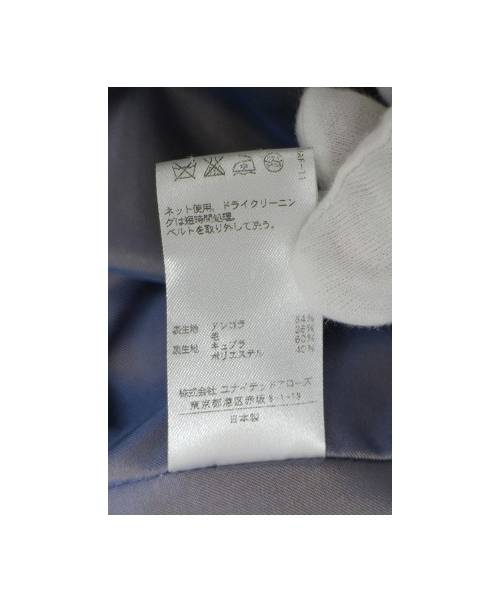 ネット使用、ドライクリーニン
グは短時間処理。
ベルトを取り外して洗う。
表生地 アンゴラ
毛
裏生地 キュプラ 60%
ポリエステル 40%
株式会社 ユナイテッドアローズ
東京都港区赤坂8-1-19
日本製